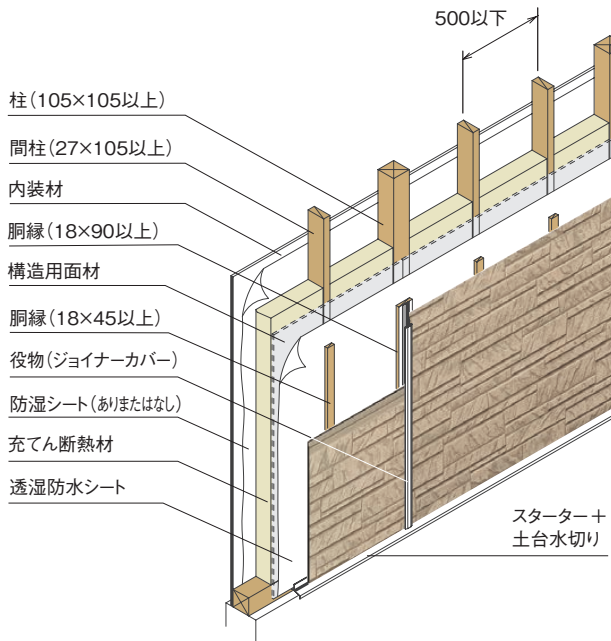 500以下
柱（105×105以上）
間柱（27×105以上）
内装材
胴縁（18×90以上）
構造用面材
胴縁（18×45以上）
役物（ジョイナーカバー）
防湿シート（ありまたはなし）
充てん断熱材
透湿防水シート
スターター＋
土台水切り